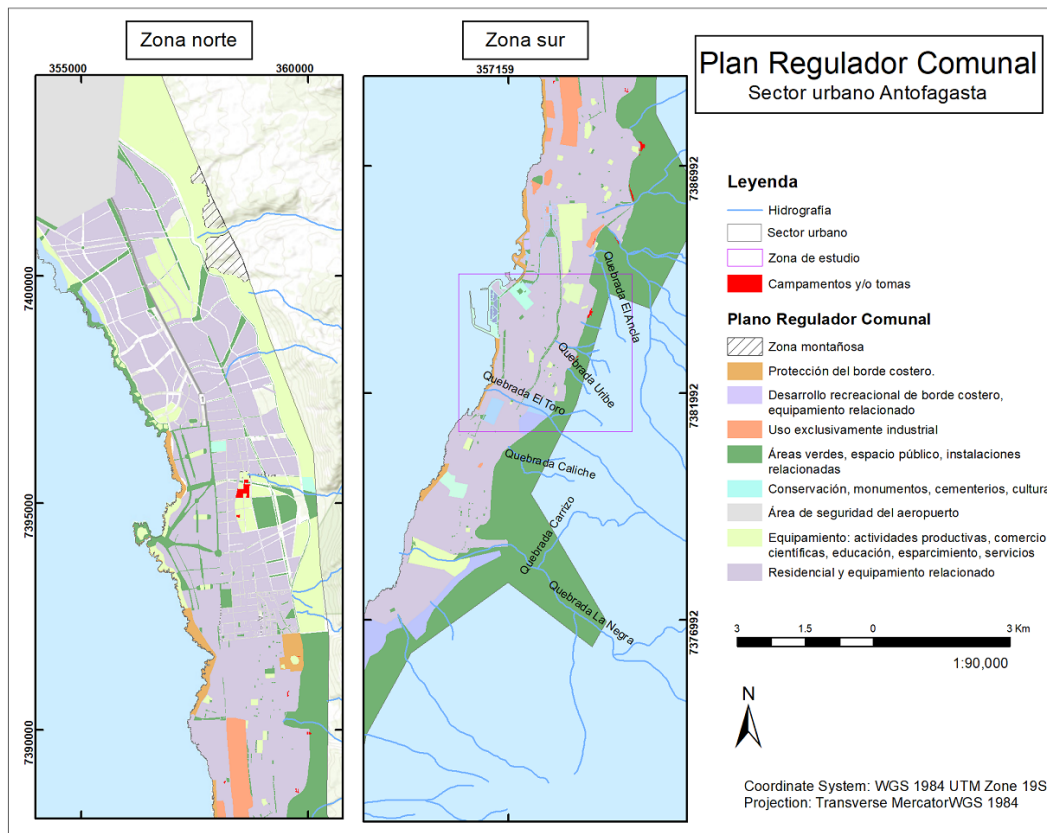 Zona norte
Zona sur
Plan Regulador Comunal
Sector urbano Antofagasta
355000
360000
357159
7400000
7395000
7390000
7386992
7381992
7376992
Quebrada El Ancla
Quebrada Uribe
Quebrada El Toro
Quebrada Caliche
Quebrada Carrizo
Quebrada La Negra
Leyenda
Hidrografía
Sector urbano
Zona de estudio
Campamentos y/o tomas
Plano Regulador Comunal
Zona montañosa
Protección del borde costero.
Desarrollo recreacional de borde costero,
equipamiento relacionado
Uso exclusivamente industrial
Áreas verdes, espacio público, instalaciones
relacionadas
Conservación, monumentos, cementerios, cultura
Área de seguridad del aeropuerto
Equipamiento: actividades productivas, comercio
científicas, educación, esparcimiento, servicios
Residencial y equipamiento relacionado
3 1.5 0 3 Km
1:90,000
N
Coordinate System: WGS 1984 UTM Zone 19S
Projection: Transverse MercatorWGS 1984